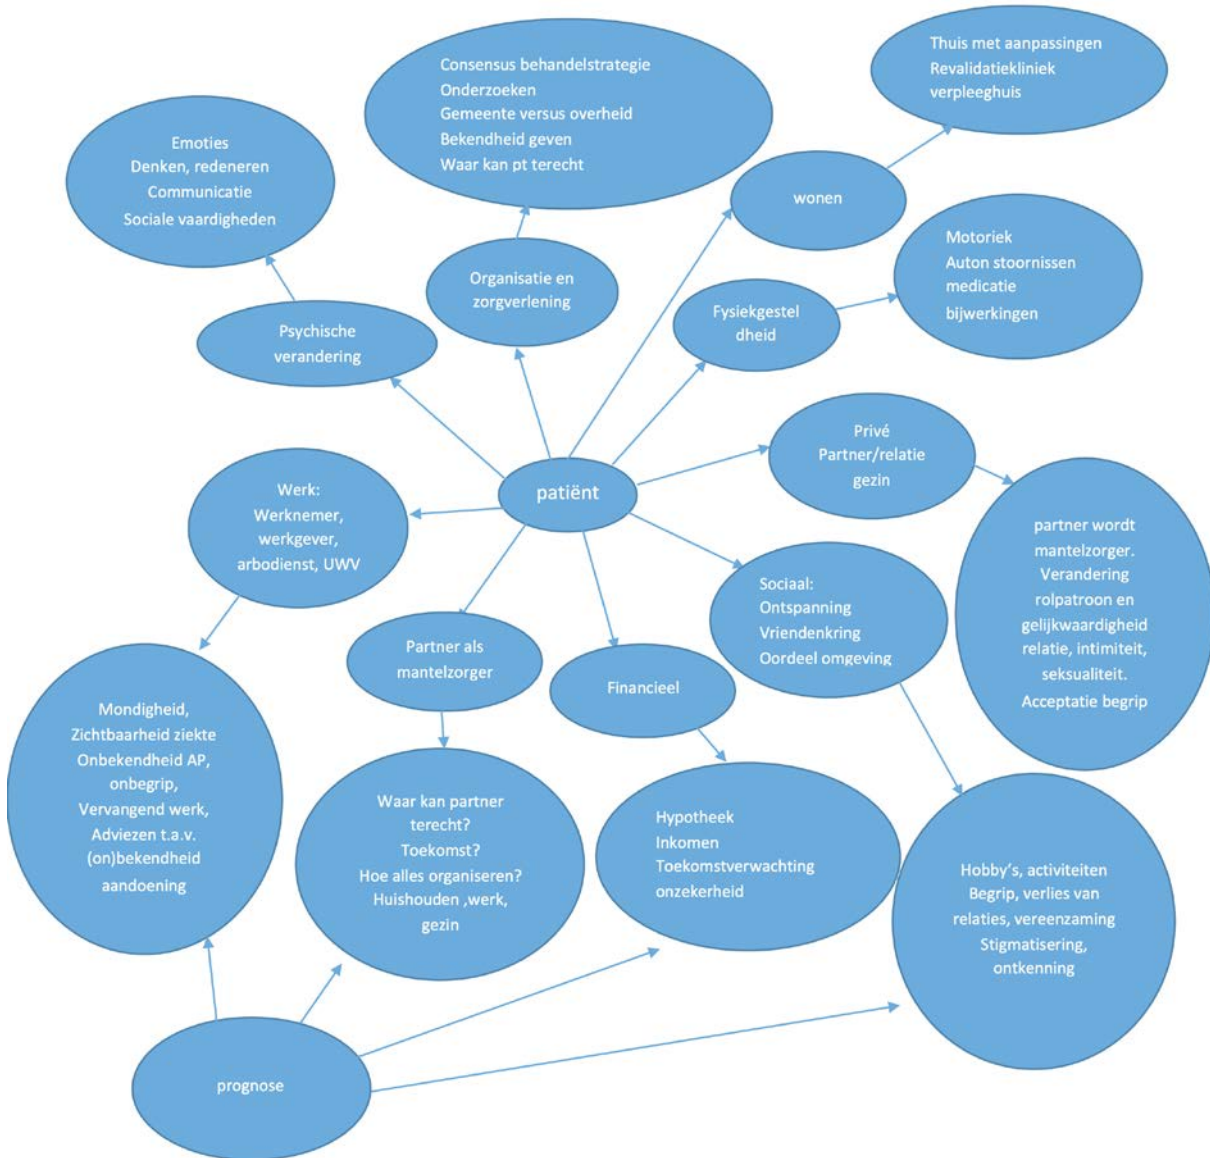 Thuis met aanpassingen
Revalidatiekliniek
verpleeghuis
Consensus behandelstrategie
Onderzoeken
Gemeente versus overheid
Bekendheid geven
Waar kan pt terecht
Emoties
Denken, redeneren
Communicatie
Sociale vaardigheden
wonen
Motoriek
Auton stoornissen
medicatie
bijwerkingen
Organisatie en
zorgverlening
Fysiekgestel
dheid
Psychische
verandering
Privé
Partner/relatie
gezin
patiënt
Werk:
Werknemer,
werkgever,
arbodienst, UWV
partner wordt
mantelzorger.
Verandering
rolpatroon en
gelijkwaardigheid
relatie, intimiteit,
seksualiteit.
Acceptatie begrip
Sociaal:
Ontspanning
Vriendenkring
Oordeel omgeving
Partner als
mantelzorger
Financieel
Mondigheid,
Zichtbaarheid ziekte
Onbekendheid AP,
onbegrip,
Vervangend werk,
Adviezen t.a.v.
(on)bekendheid
aandoening
Waar kan partner
terecht?
Toekomst?
Hoe alles organiseren?
Huishouden ,werk,
gezin
Hypotheek
Inkomen
Toekomstverwachting
onzekerheid
Hobby's, activiteiten
Begrip, verlies van
relaties, vereenzaming
Stigmatisering,
ontkenning
prognose